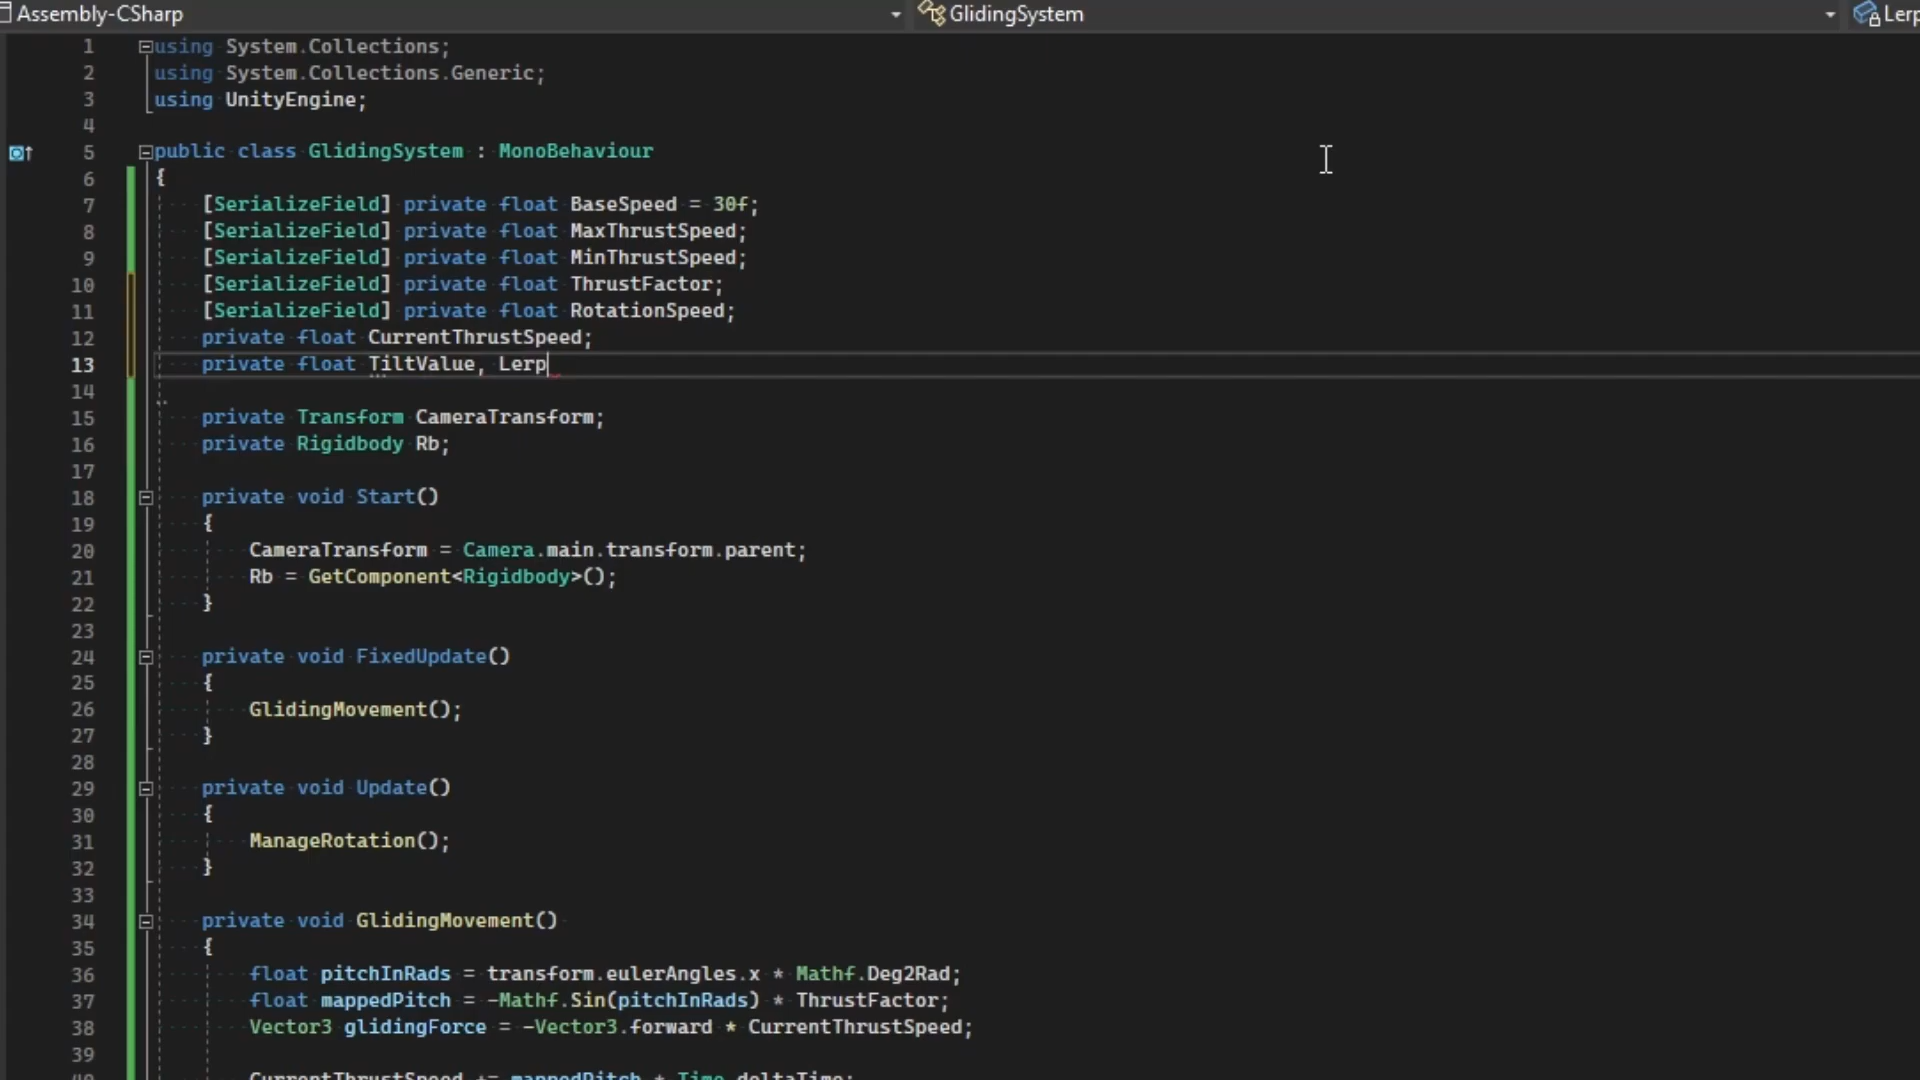 Assembly-CSharp GlidingSystem Lerp
1 using System.Collections;
2 using System.Collections.Generic;
3 using UnityEngine;
4
5 public class GlidingSystem : MonoBehaviour
6 {
7 [SerializeField] private float BaseSpeed = 30f;
8 [SerializeField] private float MaxThrustSpeed;
9 [SerializeField] private float MinThrustSpeed;
10 [SerializeField] private float ThrustFactor;
11 [SerializeField] private float RotationSpeed;
12 private float CurrentThrustSpeed;
13 private float TiltValue, Lerp
14
15 private Transform CameraTransform;
16 private Rigidbody Rb;
17
18 private void Start()
19 {
20 CameraTransform = Camera.main.transform.parent;
21 Rb = GetComponent<Rigidbody>();
22 }
23
24 private void FixedUpdate()
25 {
26 GlidingMovement();
27 }
28
29 private void Update()
30 {
31 ManageRotation();
32 }
33
34 private void GlidingMovement()
35 {
36 float pitchInRads = transform.eulerAngles.x * Mathf.Deg2Rad;
37 float mappedPitch = -Mathf.Sin(pitchInRads) * ThrustFactor;
38 Vector3 glidingForce = -Vector3.forward * CurrentThrustSpeed;
39
40 CurrentThrustSpeed += mappedPitch * Time.deltaTime;